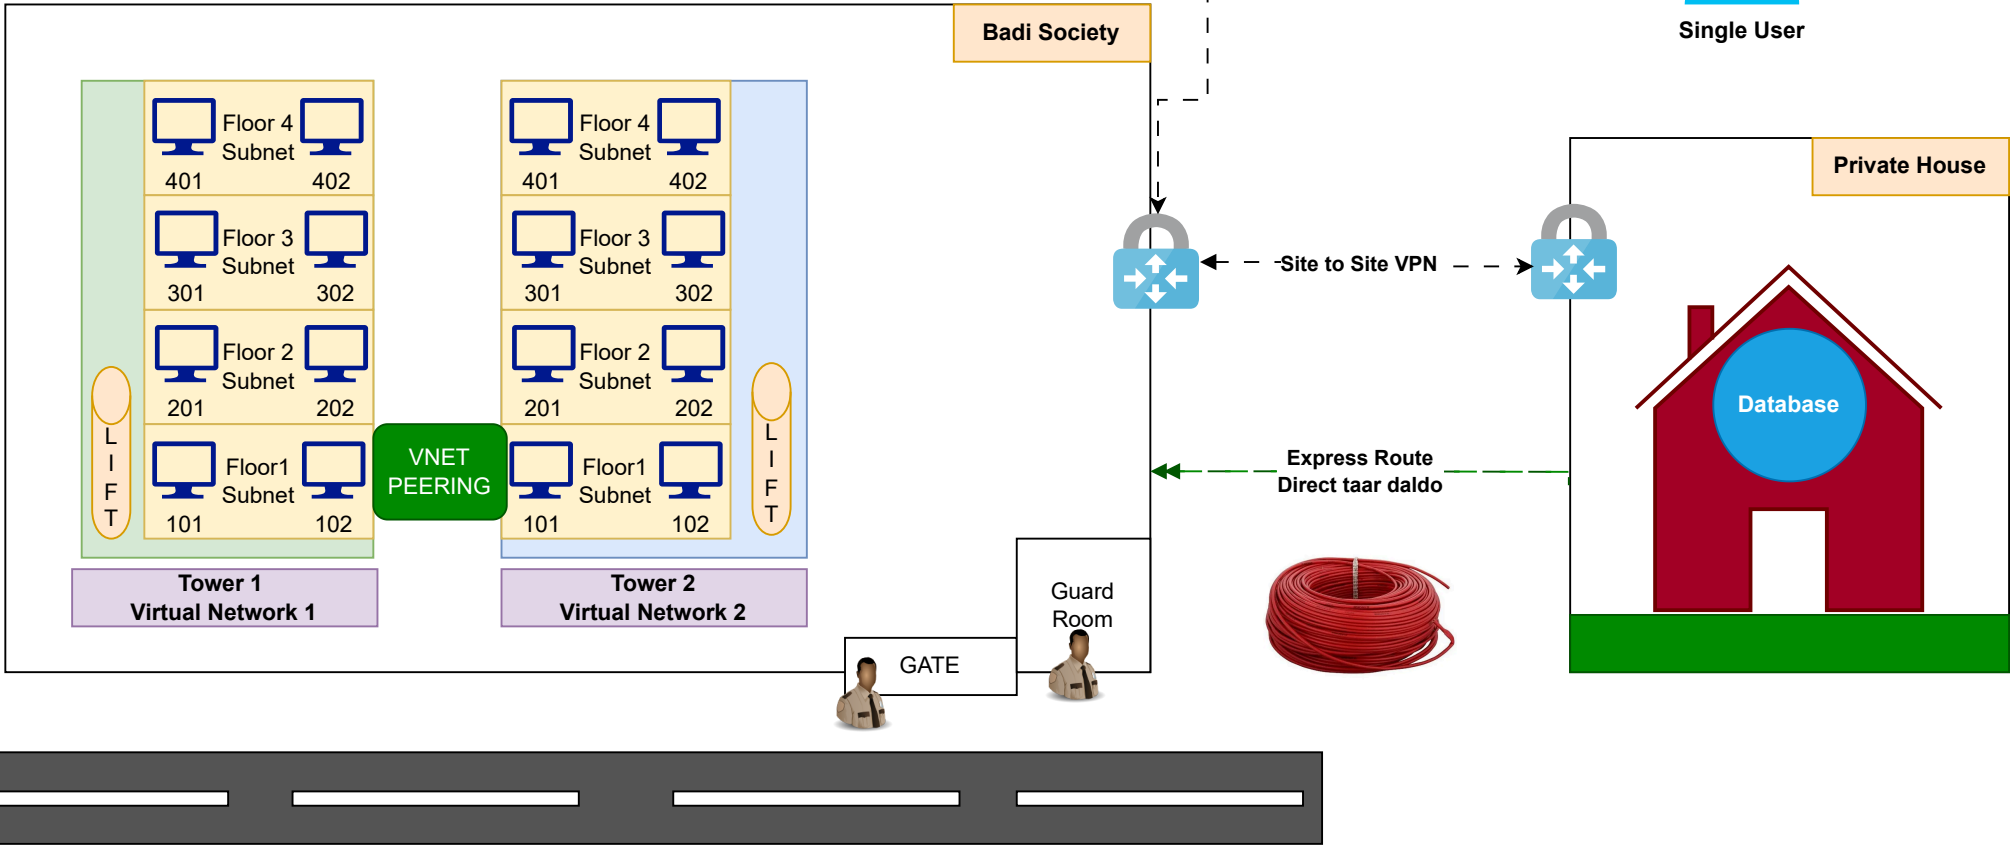 Badi Society
Single User
Floor 4
Subnet
401
402
Floor 3
Subnet
301
302
Floor 2
Subnet
201
202
Floor1
Subnet
101
102
L
I
F
T
VNET
PEERING
Floor 4
Subnet
401
402
Floor 3
Subnet
301
302
Floor 2
Subnet
201
202
Floor1
Subnet
101
102
L
I
F
T
Tower 1
Virtual Network 1
Tower 2
Virtual Network 2
Guard
Room
GATE
Site to Site VPN
Express Route
Direct taar daldo
Private House
Database